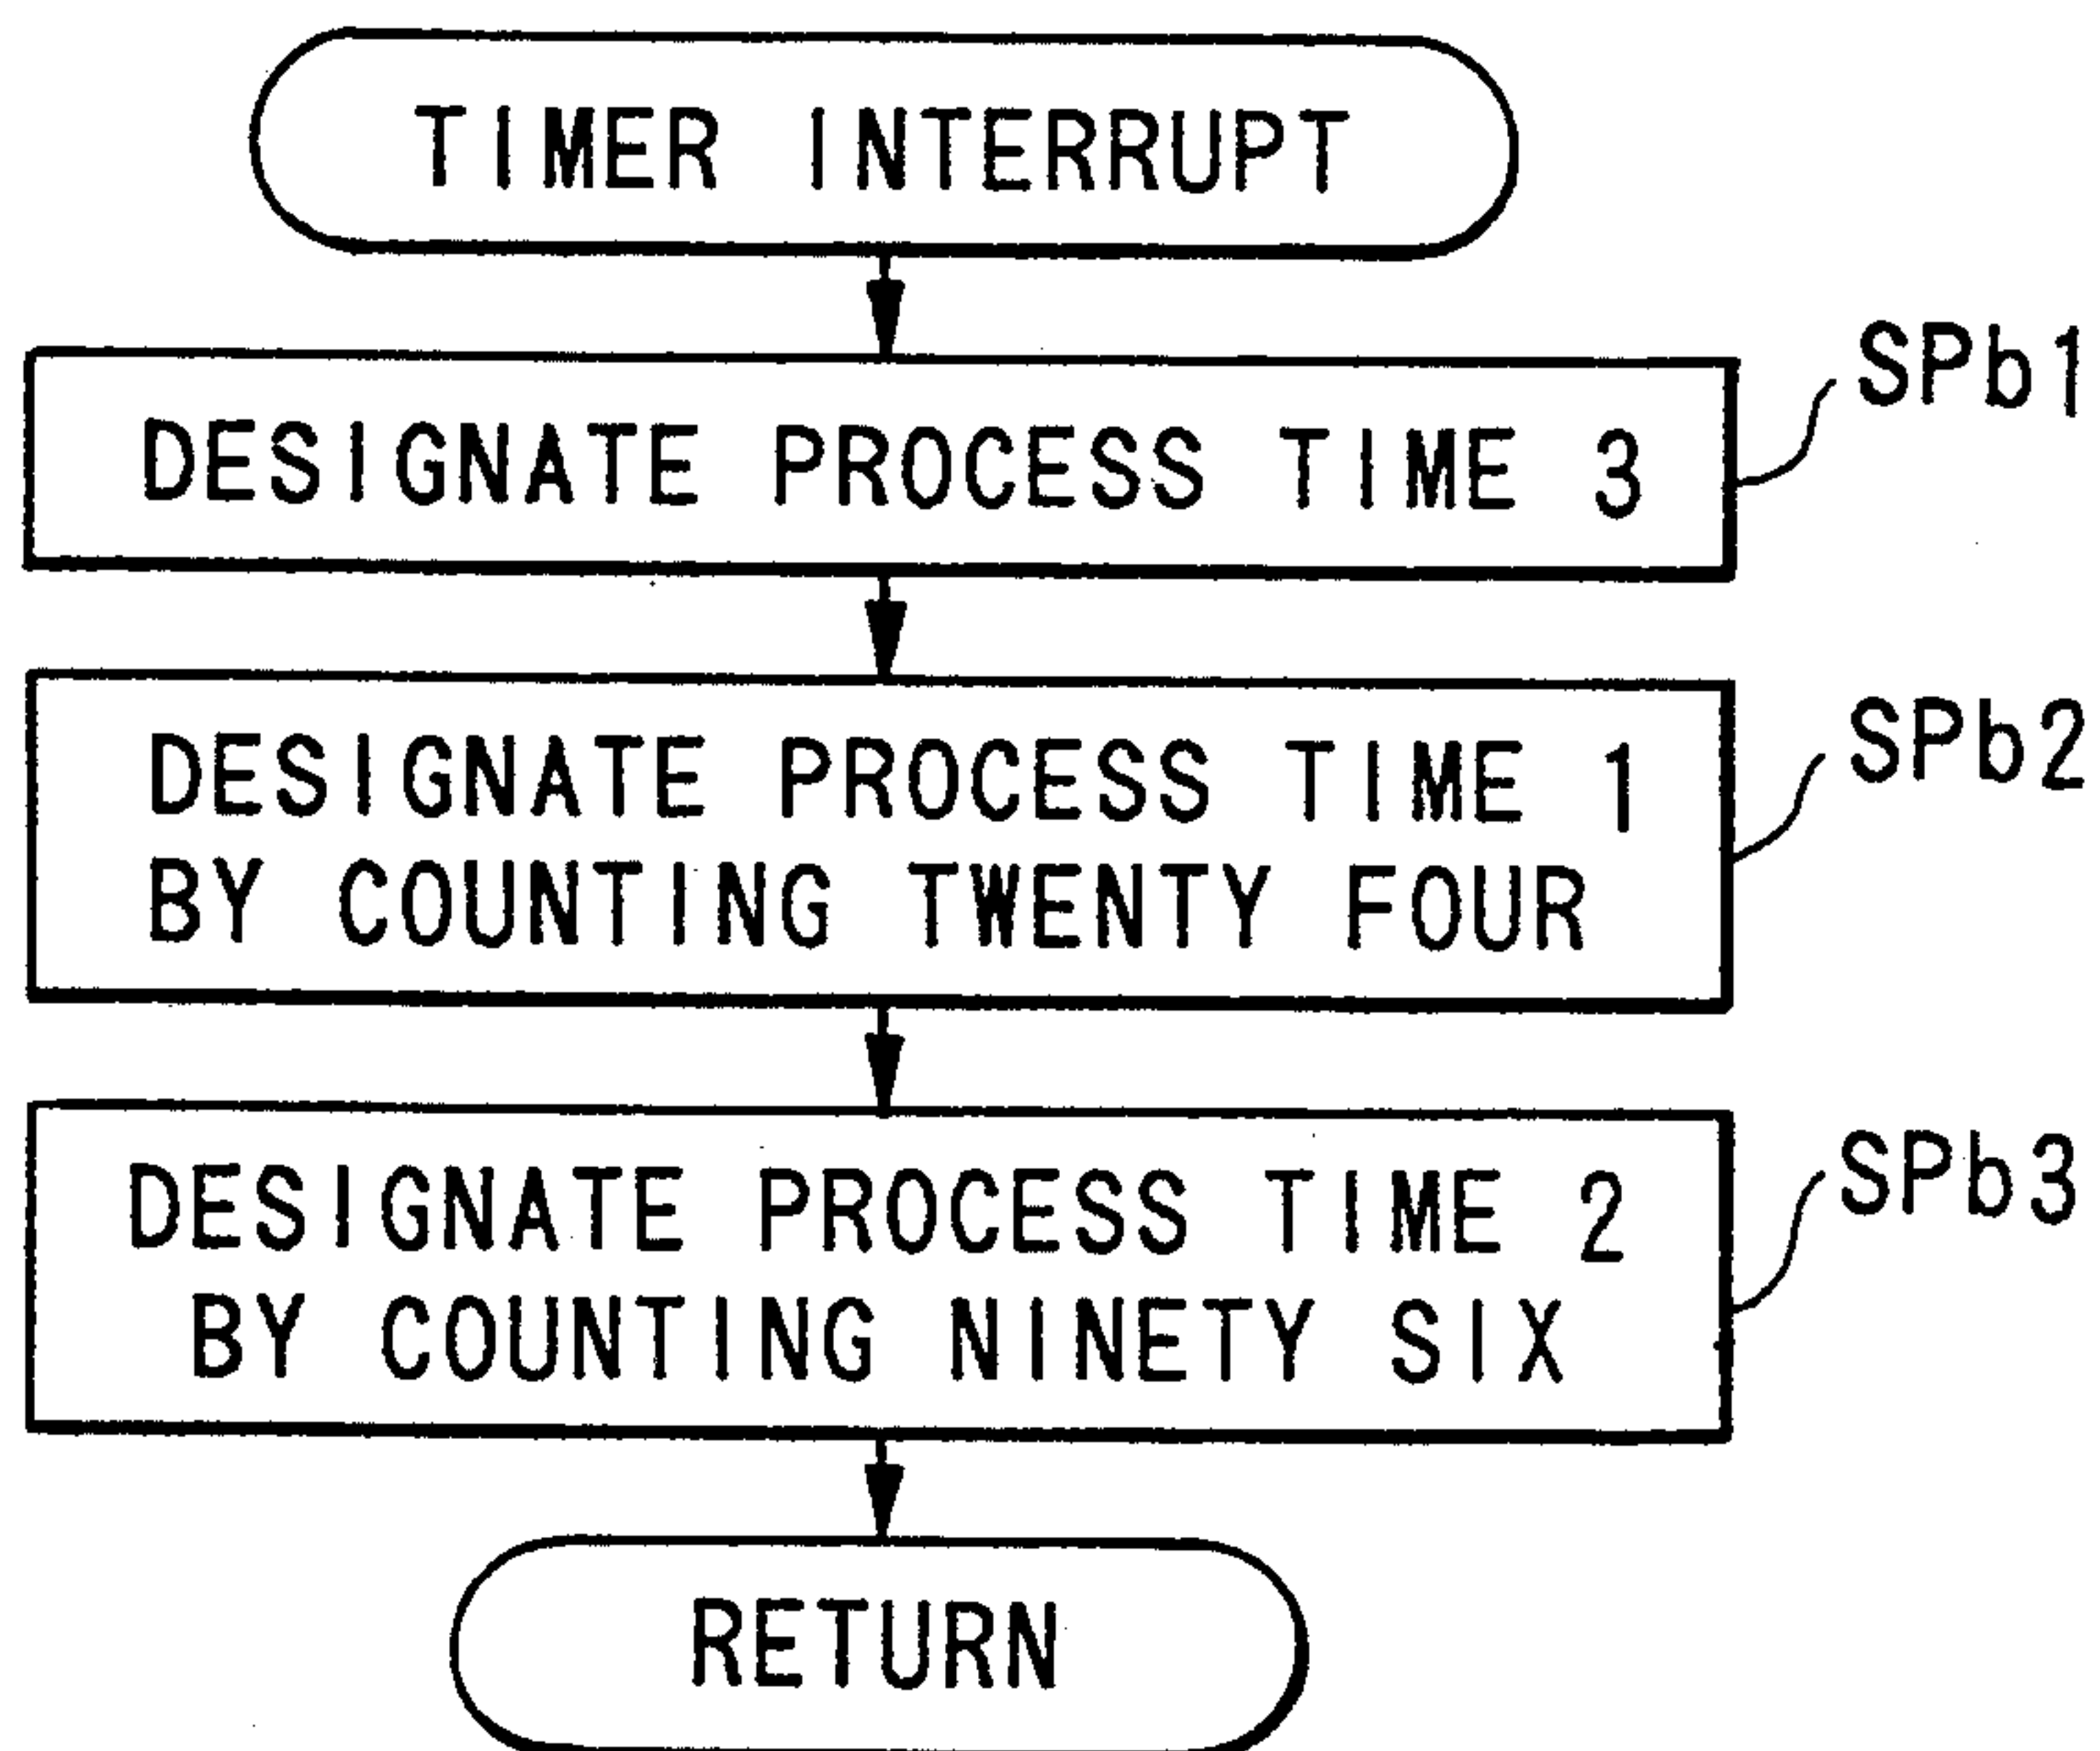 TIMER INTERRUPT
SPb1
DESIGNATE PROCESS TIME 3
SPb2
DESIGNATE PROCESS TIME 1
BY COUNTING TWENTY FOUR
SPb3
DESIGNATE PROCESS TIME 2
BY COUNTING NINETY SIX
RETURN